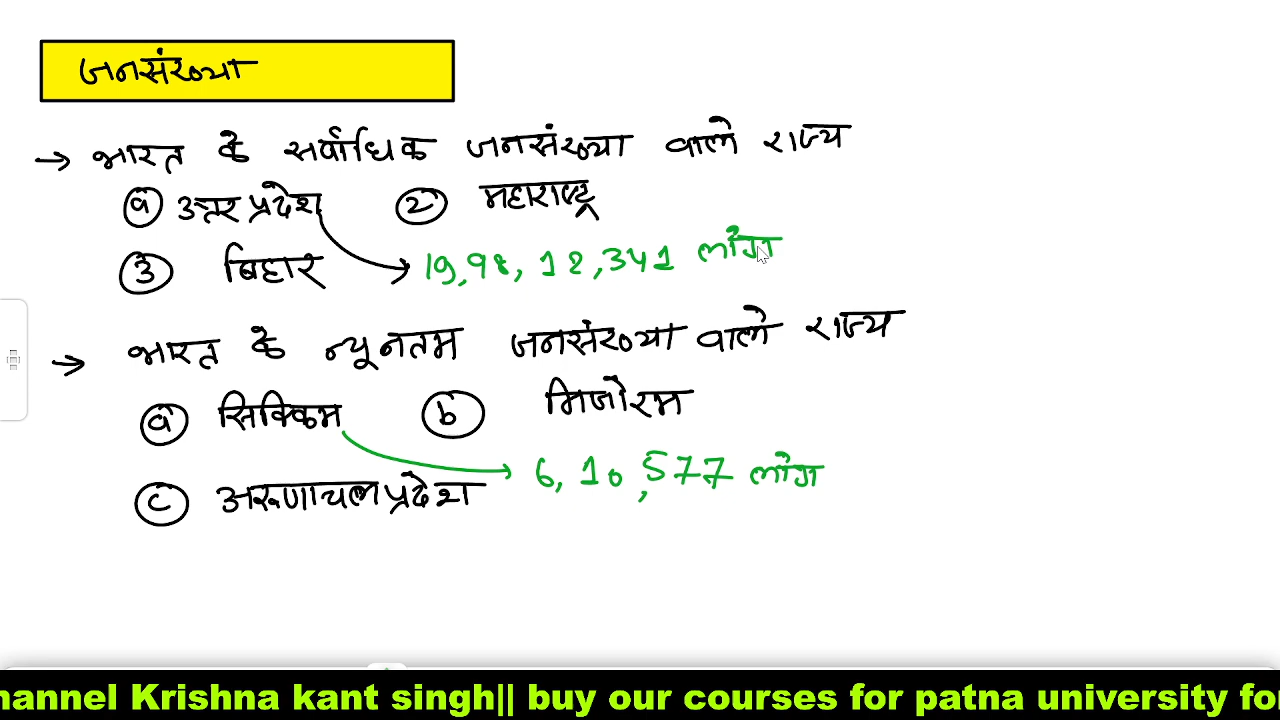 जनसंख्या
→ भारत के सर्वाधिक जनसंख्या वाले राज्य
ⓐ उत्तर प्रदेश ② महाराष्ट्र
③ बिहार → 19,98,12,341 लोग
→ भारत के न्यूनतम जनसंख्या वाले राज्य
ⓐ सिक्किम ⓑ मिजोरम
→ 6,10,577 लोग
ⓒ अरुणाचल प्रदेश
hannel Krishna kant singh|| buy our courses for patna university fo